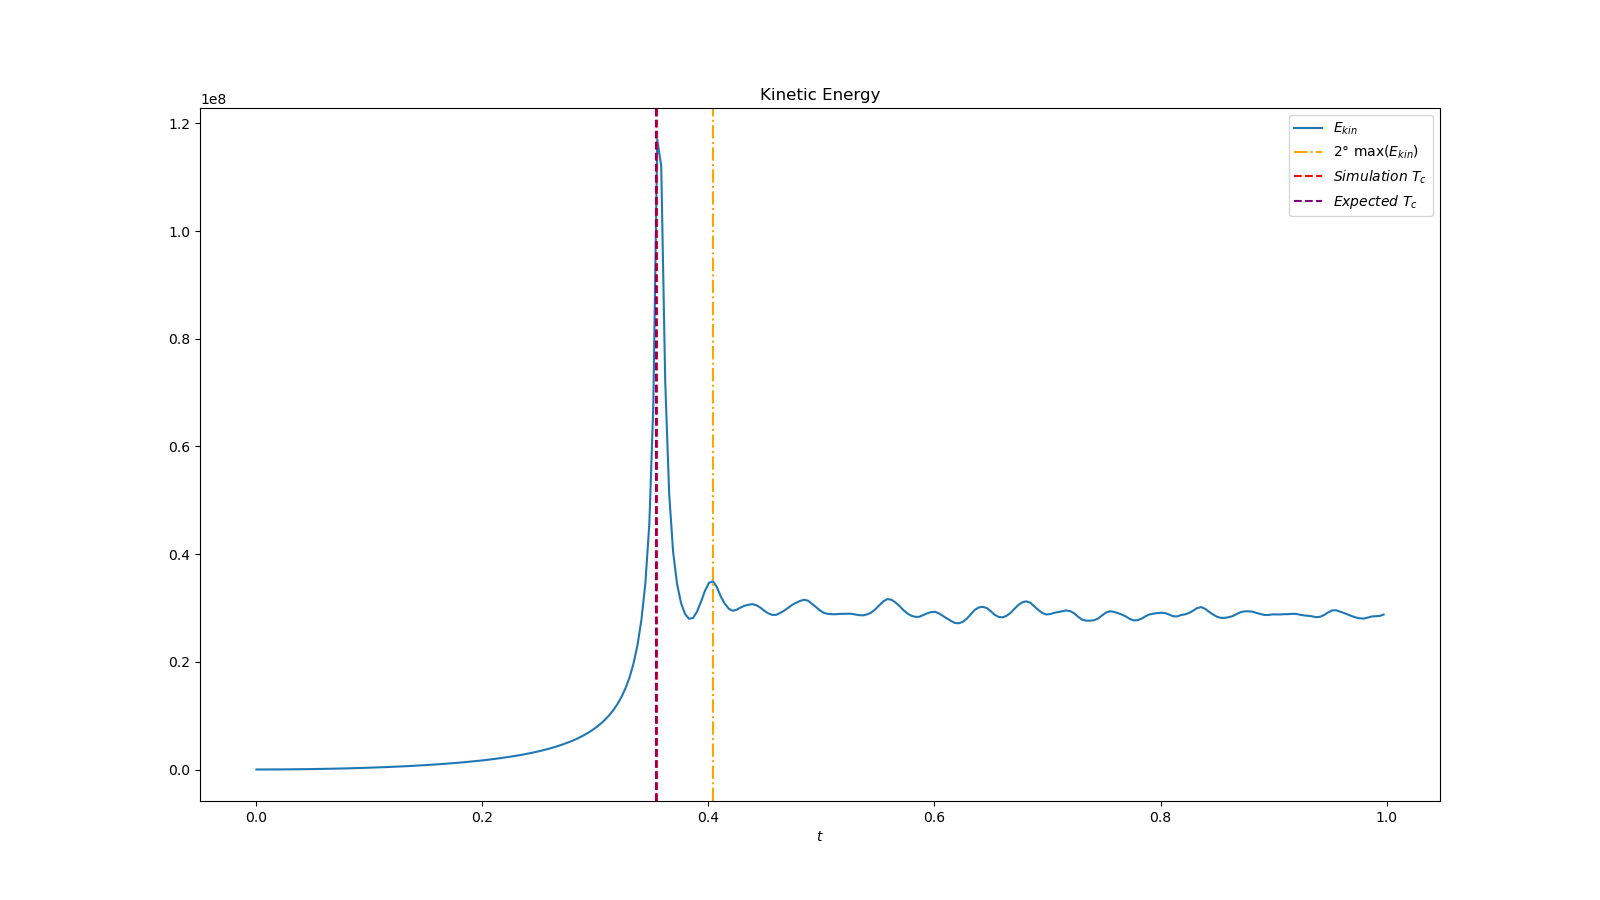 Kinetic Energy
1e8
1.2
1.0
0.8
0.6
0.4
0.2
0.0
E_kin
2° max(E_kin)
Simulation T_c
Expected T_c
0.0 0.2 0.4 0.6 0.8 1.0
t